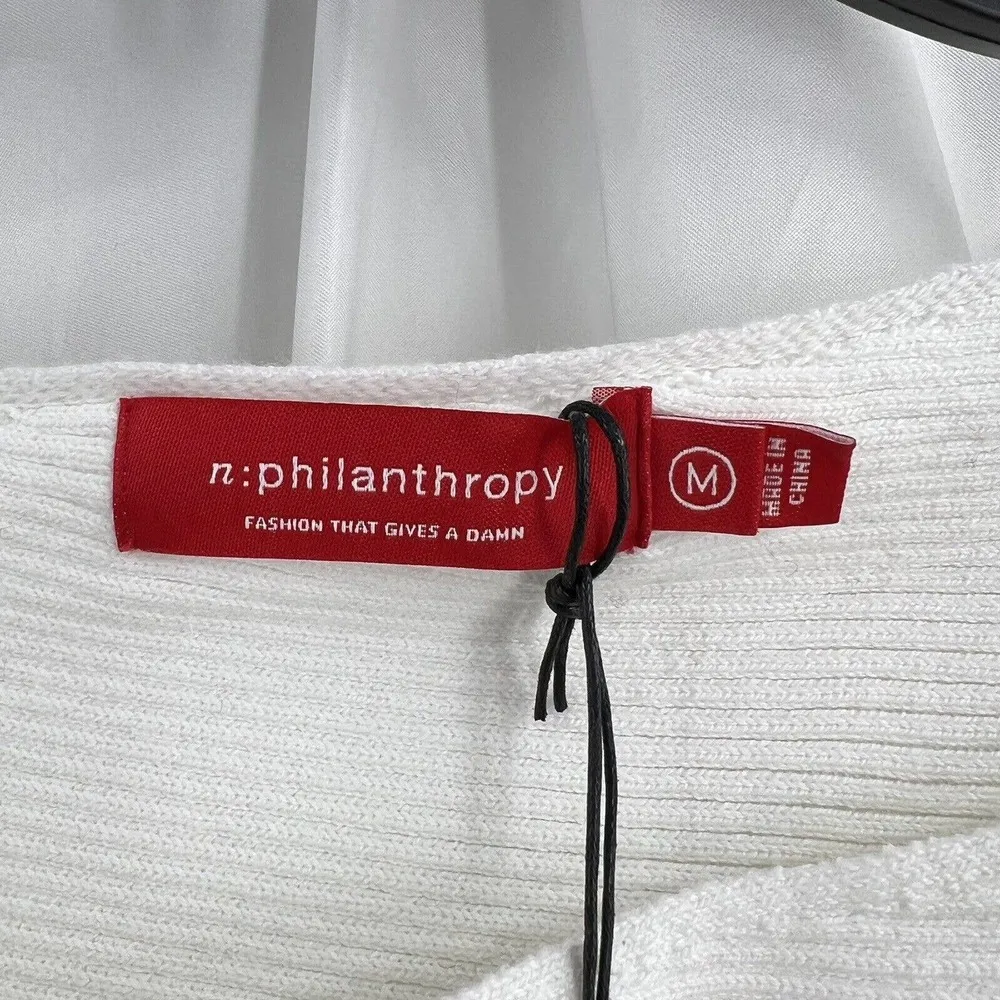 n:philanthropy
FASHION THAT GIVES A DAMN
M
MADE IN
CHINA